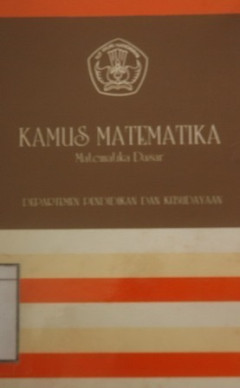 KAMUS MATEMATIKA
Matematika Dasar
DEPARTEMEN PENDIDIKAN DAN KEBUDAYAAN